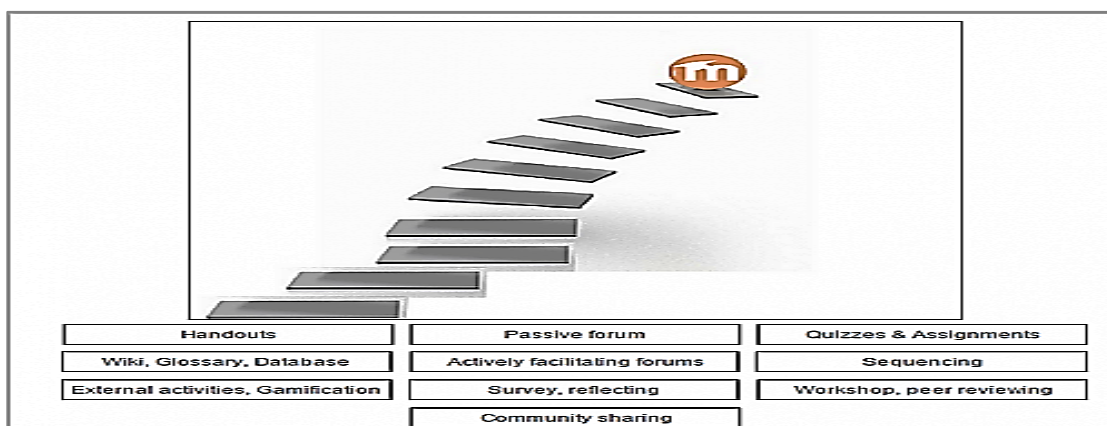 m
Handouts
Passive forum
Quizzes & Assignments
Wiki, Glossary, Database
Actively facilitating forums
Sequencing
External activities, Gamification
Survey, reflecting
Workshop, peer reviewing
Community sharing